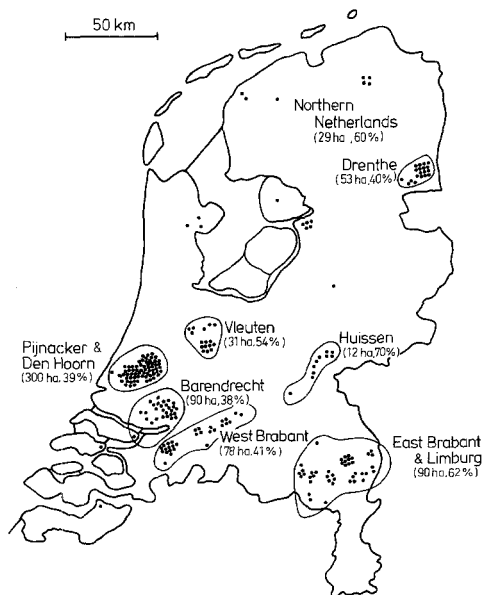 50 km
Northern
Netherlands
(29 ha, 60%)
Drenthe
(53 ha, 40%)
Vleuten
(31 ha, 54%)
Huissen
(12 ha, 70%)
Pijnacker &
Den Hoorn
(300 ha, 39%)
Barendrecht
(90 ha, 38%)
West Brabant
(78 ha, 41%)
East Brabant
& Limburg
(90 ha, 62%)